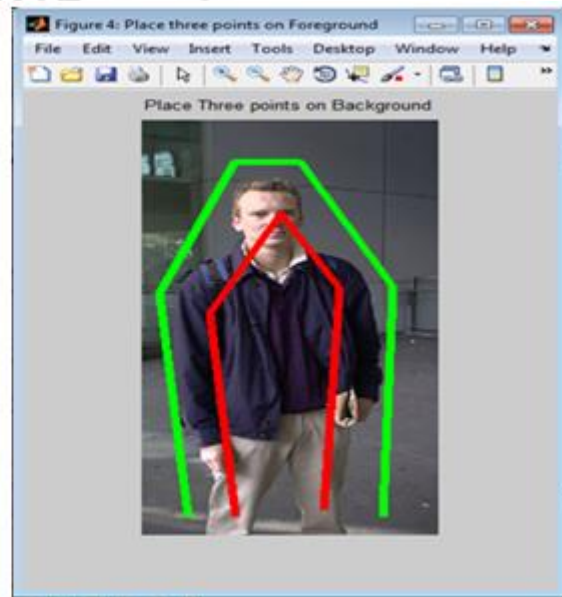 Figure 4: Place three points on Foreground
File Edit View Insert Tools Desktop Window Help
Place Three points on Background